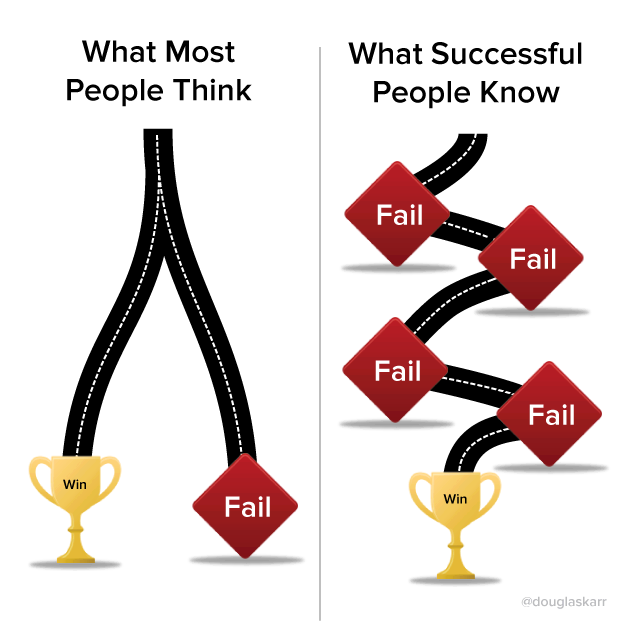 What Most
People Think
Win
Fail
What Successful
People Know
Fail
Fail
Fail
Fail
Win
@douglaskarr